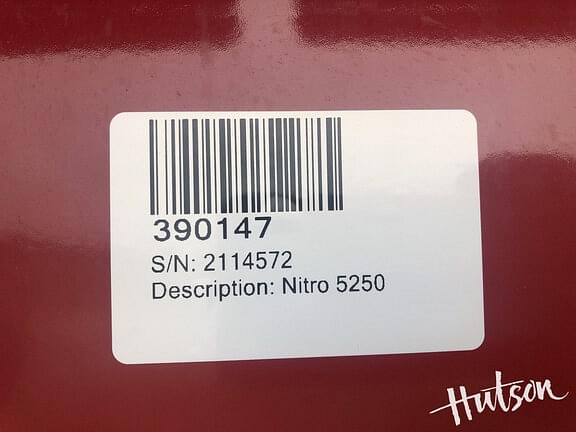 390147
S/N: 2114572
Description: Nitro 5250
Hutson